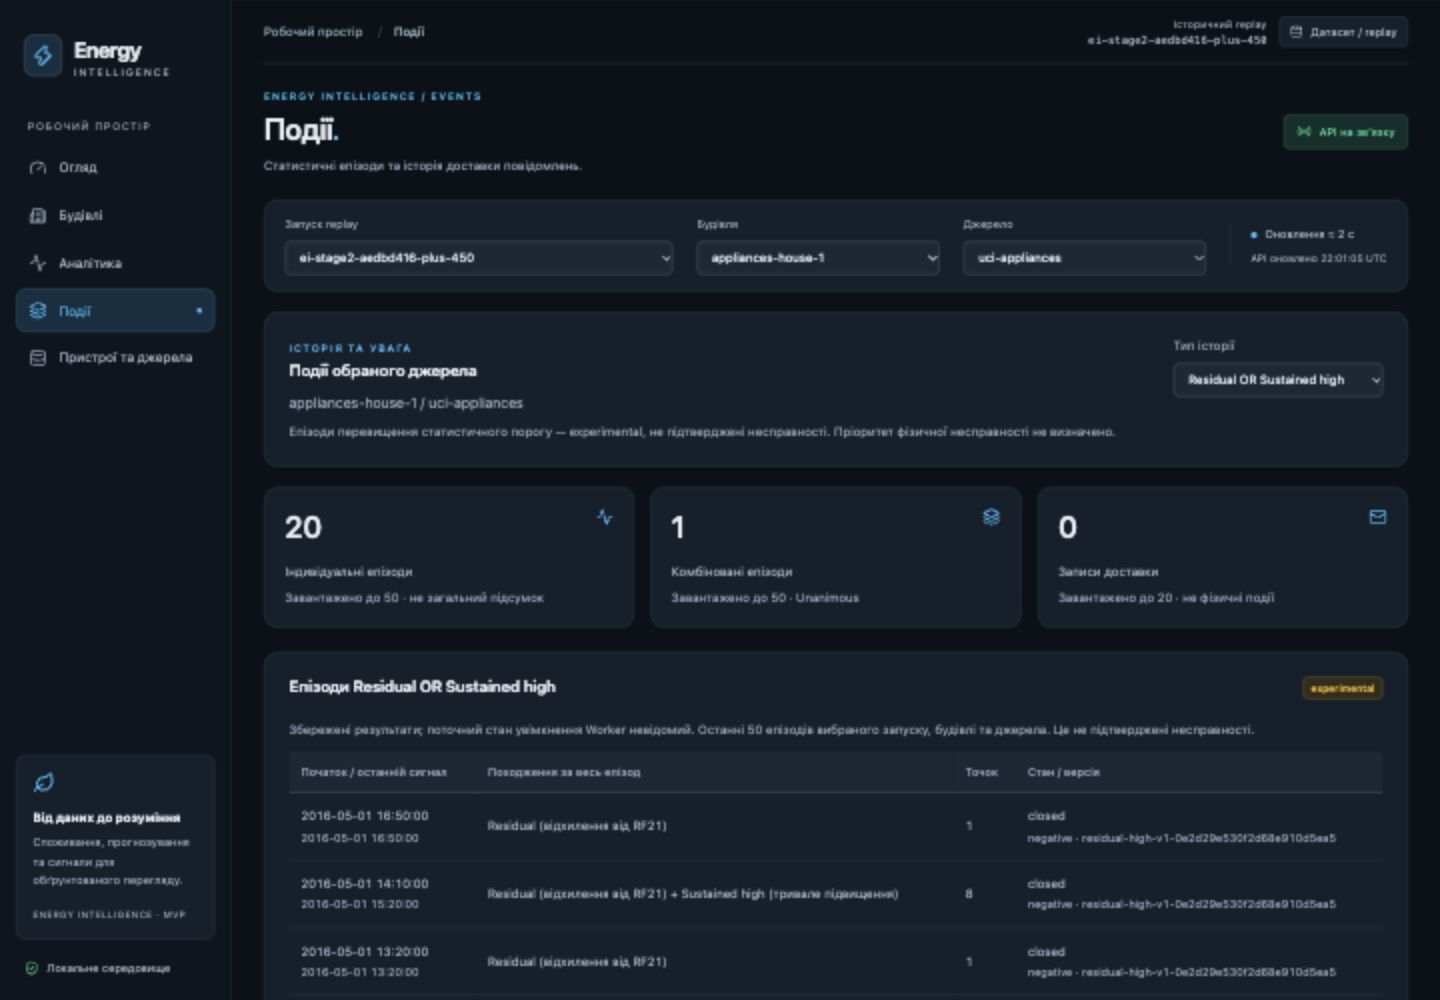 Energy
INTELLIGENCE
РОБОЧИЙ ПРОСТІР
Огляд
Будівлі
Аналітика
Події
Пристрої та джерела
Від даних до розуміння
Споживання, прогнозування
та сигнали для
обґрунтованого перегляду.
ENERGY INTELLIGENCE · MVP
Локальне середовище
Робочий простір / Події
Історичний replay
ei-stage2-aedbd416-plus-450
Датасет / replay
ENERGY INTELLIGENCE / EVENTS
Події.
Статистичні епізоди та історія доставки повідомлень.
API на зв'язку
Запуск replay
ei-stage2-aedbd416-plus-450
Будівля
appliances-house-1
Джерело
uci-appliances
Оновлення ≈ 2 с
API оновлено 22:01:05 UTC
ІСТОРІЯ ТА УВАГА
Події обраного джерела
appliances-house-1 / uci-appliances
Епізоди перевищення статистичного порогу — experimental, не підтверджені несправності. Пріоритет фізичної несправності не визначено.
Тип історії
Residual OR Sustained high
20
Індивідуальні епізоди
Завантажено до 50 · не загальний підсумок
1
Комбіновані епізоди
Завантажено до 50 · Unanimous
0
Записи доставки
Завантажено до 20 · не фізичні події
Епізоди Residual OR Sustained high
experimental
Збережені результати; поточний стан увімкнення Worker невідомий. Останні 50 епізодів вибраного запуску, будівлі та джерела. Це не підтверджені несправності.
Початок / останній сигнал Походження за весь епізод Точок Стан / версія
2016-05-01 16:50:00
2016-05-01 16:50:00
Residual (відхилення від RF21)
1
closed
negative · residual-high-v1-0e2d29e530f2d68e910d5ea5
2016-05-01 14:10:00
2016-05-01 15:20:00
Residual (відхилення від RF21) + Sustained high (тривале підвищення)
8
closed
negative · residual-high-v1-0e2d29e530f2d68e910d5ea5
2016-05-01 13:20:00
2016-05-01 13:20:00
Residual (відхилення від RF21)
1
closed
negative · residual-high-v1-0e2d29e530f2d68e910d5ea5